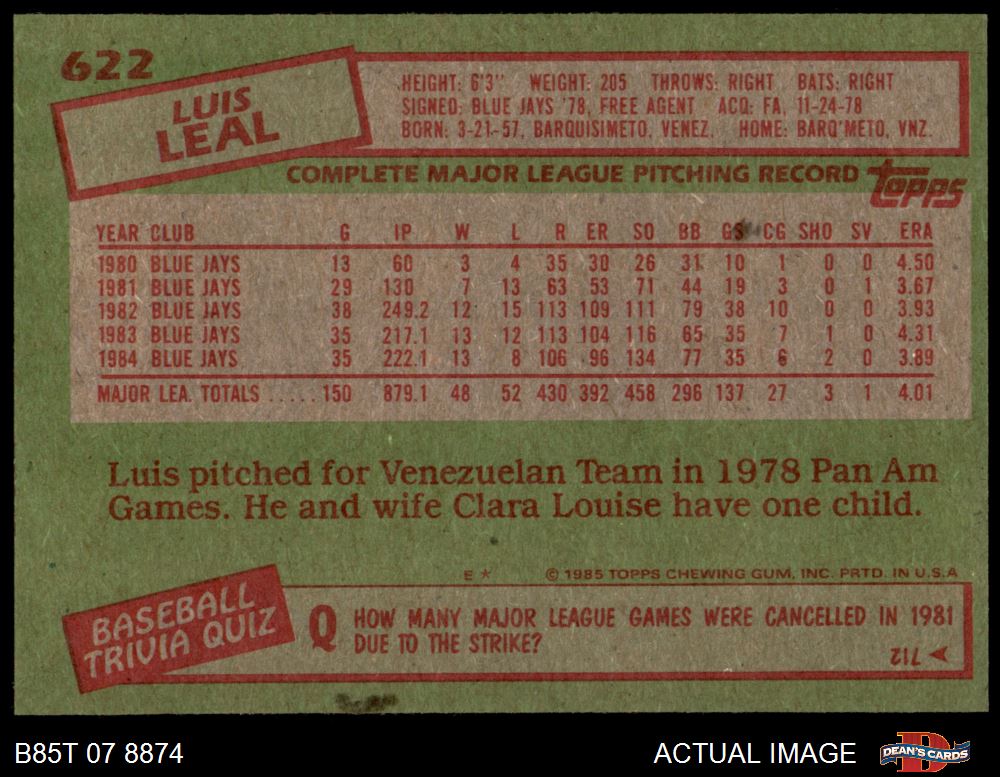 622
LUIS
LEAL
HEIGHT: 6'3" WEIGHT: 205 THROWS: RIGHT BATS: RIGHT
SIGNED: BLUE JAYS '78, FREE AGENT ACQ: FA, 11-24-78
BORN: 3-21-57, BARQUISIMETO, VENEZ. HOME: BARQ'METO, VNZ.
COMPLETE MAJOR LEAGUE PITCHING RECORD topps
YEAR CLUB G IP W L R ER SO BB GS CG SHO SV ERA
1980 BLUE JAYS 13 60 3 4 35 30 26 31 10 1 0 0 4.50
1981 BLUE JAYS 29 130 7 13 63 53 71 44 19 3 0 1 3.67
1982 BLUE JAYS 38 249.2 12 15 113 109 111 79 38 10 0 0 3.93
1983 BLUE JAYS 35 217.1 13 12 113 104 116 65 35 7 1 0 4.31
1984 BLUE JAYS 35 222.1 13 8 106 96 134 77 35 6 2 0 3.89
MAJOR LEA. TOTALS ..... 150 879.1 48 52 430 392 458 296 137 27 3 1 4.01
Luis pitched for Venezuelan Team in 1978 Pan Am
Games. He and wife Clara Louise have one child.
E * © 1985 TOPPS CHEWING GUM, INC. PRTD. IN U.S.A
BASEBALL
TRIVIA QUIZ
Q HOW MANY MAJOR LEAGUE GAMES WERE CANCELLED IN 1981
DUE TO THE STRIKE?
712
B85T 07 8874 ACTUAL IMAGE DEAN'S CARDS